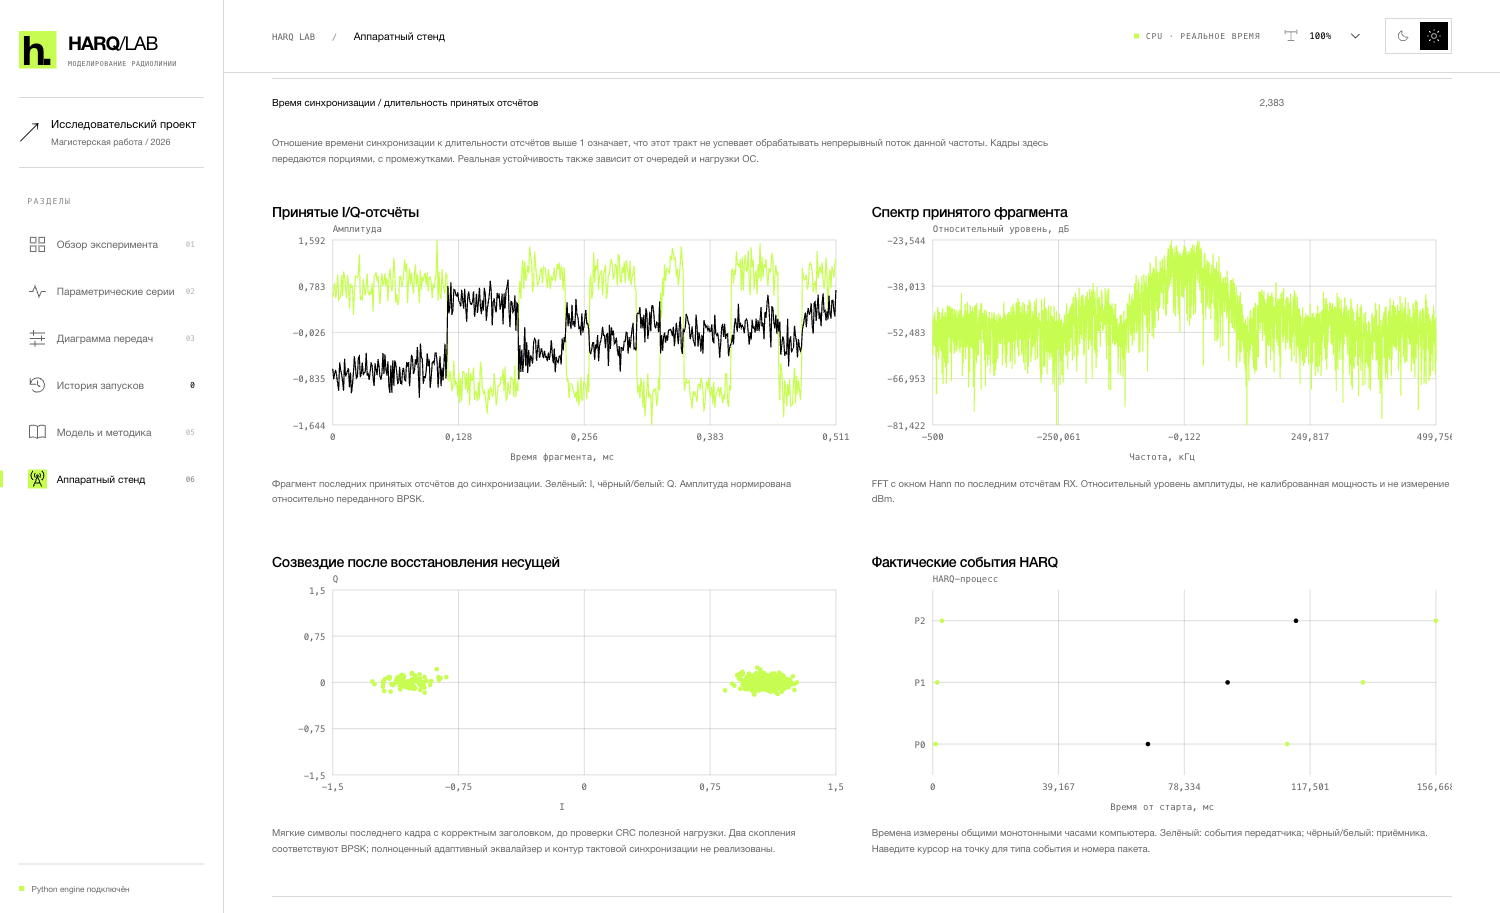 h.
HARQ/LAB
МОДЕЛИРОВАНИЕ РАДИОЛИНИИ
Исследовательский проект
Магистерская работа / 2026
РАЗДЕЛЫ
Обзор эксперимента 01
Параметрические серии 02
Диаграмма передач 03
История запусков 0
Модель и методика 05
Аппаратный стенд 06
Python engine подключён
HARQ LAB / Аппаратный стенд
CPU · РЕАЛЬНОЕ ВРЕМЯ
100%
Время синхронизации / длительность принятых отсчётов 2,383
Отношение времени синхронизации к длительности отсчётов выше 1 означает, что этот тракт не успевает обрабатывать непрерывный поток данной частоты. Кадры здесь
передаются порциями, с промежутками. Реальная устойчивость также зависит от очередей и нагрузки ОС.
Принятые I/Q-отсчёты
Амплитуда
1,592
0,783
−0,026
−0,835
−1,644
0 0,128 0,256 0,383 0,511
Время фрагмента, мс
Фрагмент последних принятых отсчётов до синхронизации. Зелёный: I, чёрный/белый: Q. Амплитуда нормирована
относительно переданного BPSK.
Спектр принятого фрагмента
Относительный уровень, дБ
−23,544
−38,013
−52,483
−66,953
−81,422
−500 −250,061 −0,122 249,817 499,756
Частота, кГц
FFT с окном Hann по последним отсчётам RX. Относительный уровень амплитуды, не калиброванная мощность и не измерение
dBm.
Созвездие после восстановления несущей
Q
1,5
0,75
0
−0,75
−1,5
−1,5 −0,75 0 0,75 1,5
I
Мягкие символы последнего кадра с корректным заголовком, до проверки CRC полезной нагрузки. Два скопления
соответствуют BPSK; полноценный адаптивный эквалайзер и контур тактовой синхронизации не реализованы.
Фактические события HARQ
HARQ−процесс
P2
P1
P0
0 39,167 78,334 117,501 156,668
Время от старта, мс
Времена измерены общими монотонными часами компьютера. Зелёный: события передатчика; чёрный/белый: приёмника.
Наведите курсор на точку для типа события и номера пакета.